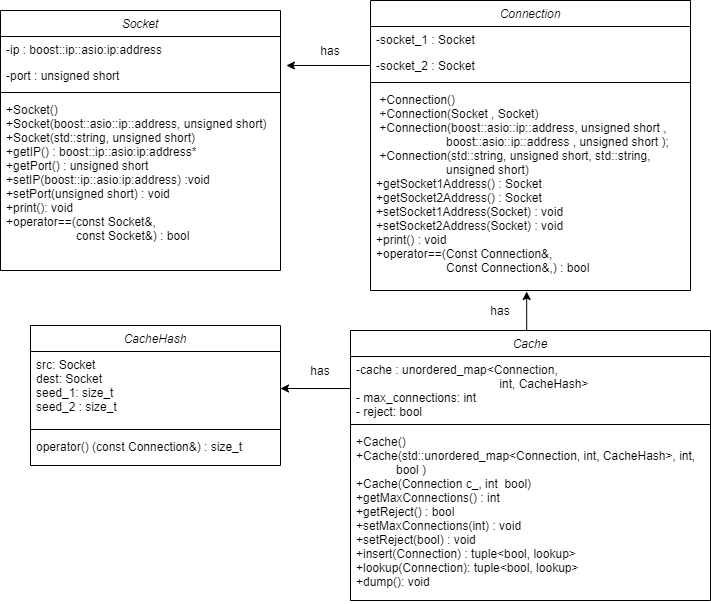 Socket
-ip : boost::ip::asio:ip:address
-port : unsigned short
+Socket()
+Socket(boost::asio::ip::address, unsigned short)
+Socket(std::string, unsigned short)
+getIP() : boost::ip::asio:ip:address*
+getPort() : unsigned short
+setIP(boost::ip::asio:ip:address) :void
+setPort(unsigned short) : void
+print(): void
+operator==(const Socket&,
const Socket&) : bool
has
Connection
-socket_1 : Socket
-socket_2 : Socket
+Connection()
+Connection(Socket , Socket)
+Connection(boost::asio::ip::address, unsigned short ,
boost::asio::ip::address , unsigned short );
+Connection(std::string, unsigned short, std::string,
unsigned short)
+getSocket1Address() : Socket
+getSocket2Address() : Socket
+setSocket1Address(Socket) : void
+setSocket2Address(Socket) : void
+print() : void
+operator==(Const Connection&,
Const Connection&,) : bool
has
CacheHash
src: Socket
dest: Socket
seed_1: size_t
seed_2 : size_t
operator() (const Connection&) : size_t
has
Cache
-cache : unordered_map<Connection,
int, CacheHash>
- max_connections: int
- reject: bool
+Cache()
+Cache(std::unordered_map<Connection, int, CacheHash>, int,
bool )
+Cache(Connection c_, int  bool)
+getMaxConnections() : int
+getReject() : bool
+setMaxConnections(int) : void
+setReject(bool) : void
+insert(Connection) : tuple<bool, lookup>
+lookup(Connection): tuple<bool, lookup>
+dump(): void